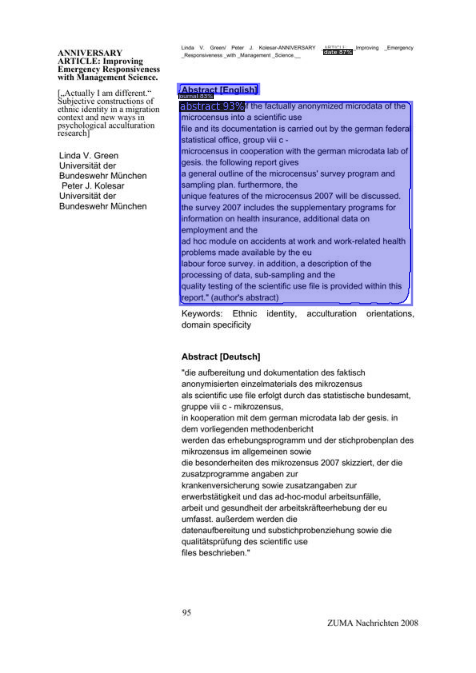 Linda V. Green/ Peter J. Kolesar-ANNIVERSARY ARTICLE: Improving _Emergency
_Responsiveness _with _Management _Science.__
date 87%
ANNIVERSARY
ARTICLE: Improving
Emergency Responsiveness
with Management Science.
[„Actually I am different.“
Subjective constructions of
ethnic identity in a migration
context and new ways in
psychological acculturation
research]
Linda V. Green
Universität der
Bundeswehr München
Peter J. Kolesar
Universität der
Bundeswehr München
Abstract [English]
abstract 93%
the factually anonymized microdata of the
microcensus into a scientific use
file and its documentation is carried out by the german federal
statistical office, group viii c -
microcensus in cooperation with the german microdata lab of
gesis. the following report gives
a general outline of the microcensus' survey program and
sampling plan. furthermore, the
unique features of the microcensus 2007 will be discussed.
the survey 2007 includes the supplementary programs for
information on health insurance, additional data on
employment and the
ad hoc module on accidents at work and work-related health
problems made available by the eu
labour force survey. in addition, a description of the
processing of data, sub-sampling and the
quality testing of the scientific use file is provided within this
report." (author's abstract)
Keywords: Ethnic identity, acculturation orientations,
domain specificity
Abstract [Deutsch]
"die aufbereitung und dokumentation des faktisch
anonymisierten einzelmaterials des mikrozensus
als scientific use file erfolgt durch das statistische bundesamt,
gruppe viii c - mikrozensus,
in kooperation mit dem german microdata lab der gesis. in
dem vorliegenden methodenbericht
werden das erhebungsprogramm und der stichprobenplan des
mikrozensus im allgemeinen sowie
die besonderheiten des mikrozensus 2007 skizziert, der die
zusatzprogramme angaben zur
krankenversicherung sowie zusatzangaben zur
erwerbstätigkeit und das ad-hoc-modul arbeitsunfälle,
arbeit und gesundheit der arbeitskräfteerhebung der eu
umfasst. außerdem werden die
datenaufbereitung und substichprobenziehung sowie die
qualitätsprüfung des scientific use
files beschrieben."
95
ZUMA Nachrichten 2008